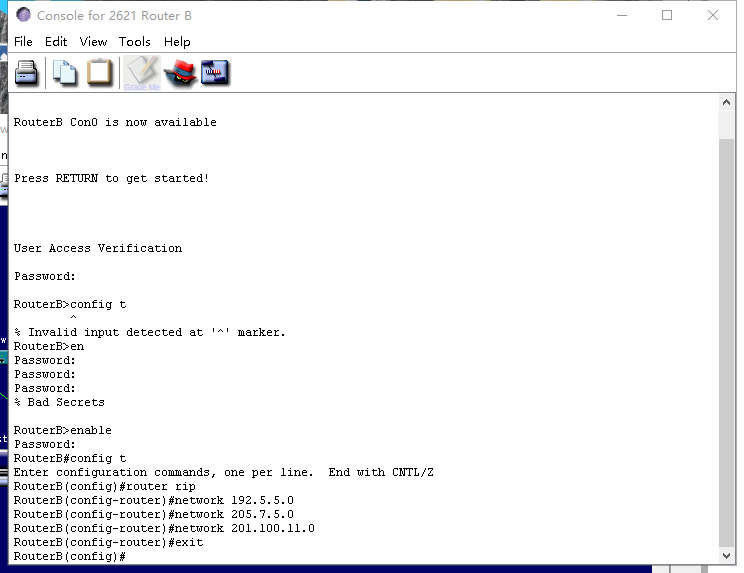 Console for 2621 Router B
File Edit View Tools Help
Grade Me
RouterB Con0 is now available
Press RETURN to get started!
User Access Verification
Password:
RouterB>config t
^
% Invalid input detected at '^' marker.
RouterB>en
Password:
Password:
Password:
% Bad Secrets
RouterB>enable
Password:
RouterB#config t
Enter configuration commands, one per line.  End with CNTL/Z
RouterB(config)#router rip
RouterB(config-router)#network 192.5.5.0
RouterB(config-router)#network 205.7.5.0
RouterB(config-router)#network 201.100.11.0
RouterB(config-router)#exit
RouterB(config)#